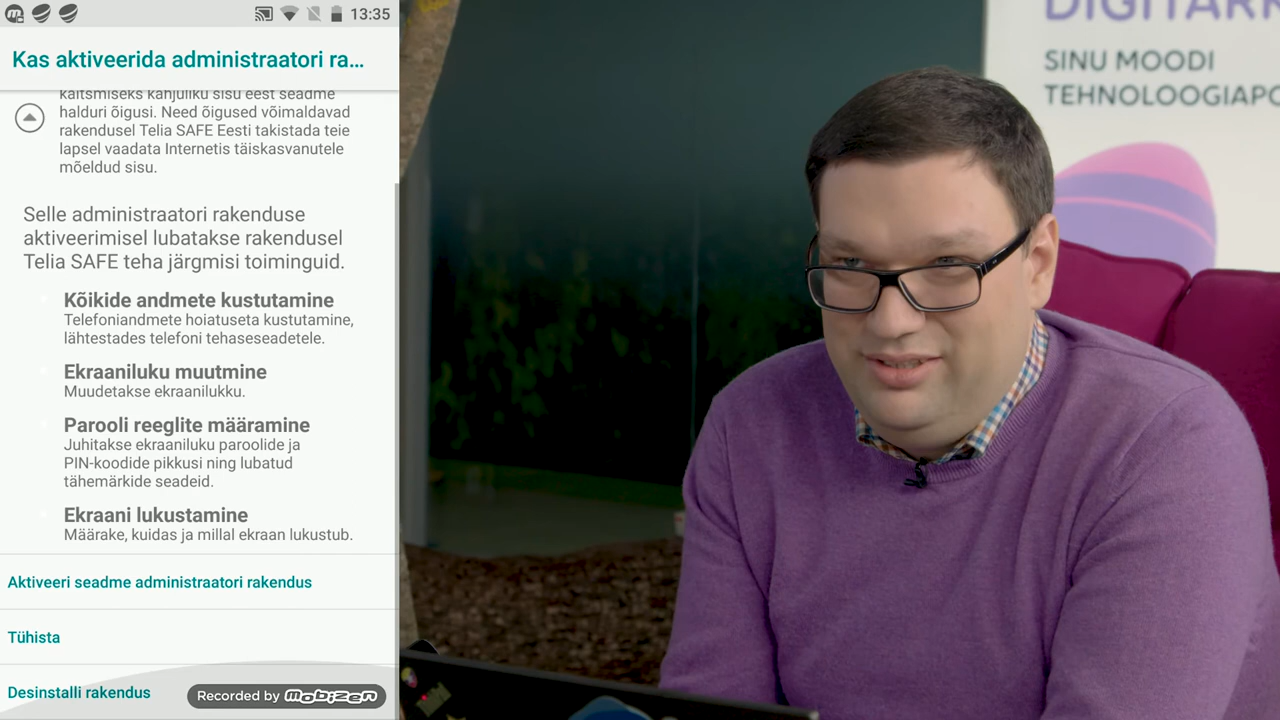 13:35
Kas aktiveerida administraatori ra...
kaitsmiseks kahjuliku sisu eest seadme
halduri õigusi. Need õigused võimaldavad
rakendusel Telia SAFE Eesti takistada teie
lapsel vaadata Internetis täiskasvanutele
mõeldud sisu.
Selle administraatori rakenduse
aktiveerimisel lubatakse rakendusel
Telia SAFE teha järgmisi toiminguid.
Kõikide andmete kustutamine
Telefoniandmete hoiatuseta kustutamine,
lähtestades telefoni tehaseseadetele.
Ekraaniluku muutmine
Muudetakse ekraanilukku.
Parooli reeglite määramine
Juhitakse ekraaniluku paroolide ja
PIN-koodide pikkusi ning lubatud
tähemärkide seadeid.
Ekraani lukustamine
Määrake, kuidas ja millal ekraan lukustub.
Aktiveeri seadme administraatori rakendus
Tühista
Desinstalli rakendus
Recorded by mobizen
DIGITARK
SINU MOODI
TEHNOLOOGIAPO